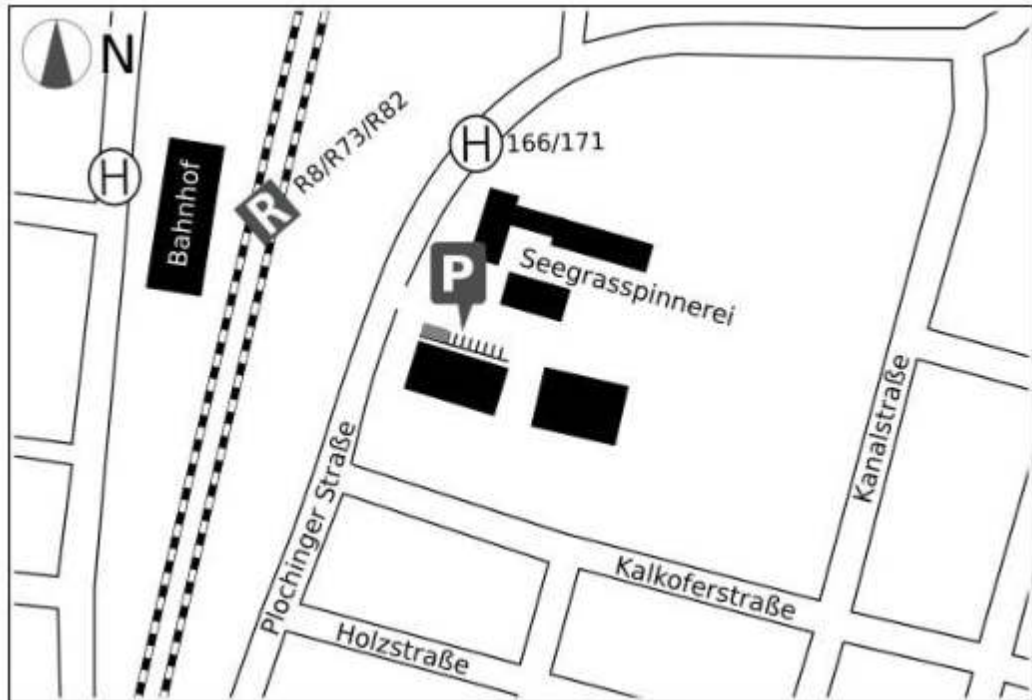 N
H
Bahnhof
R
R8/R73/R82
H
166/171
P
Seegrasspinnerei
Kanalstraße
Plochinger Straße
Kalkoferstraße
Holzstraße